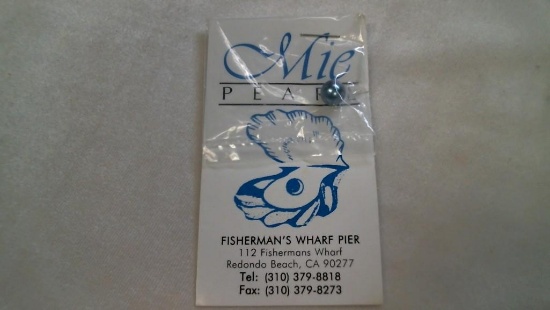 Mie
PEAR
FISHERMAN'S WHARF PIER
112 Fishermans Wharf
Redondo Beach, CA 90277
Tel: (310) 379-8818
Fax: (310) 379-8273